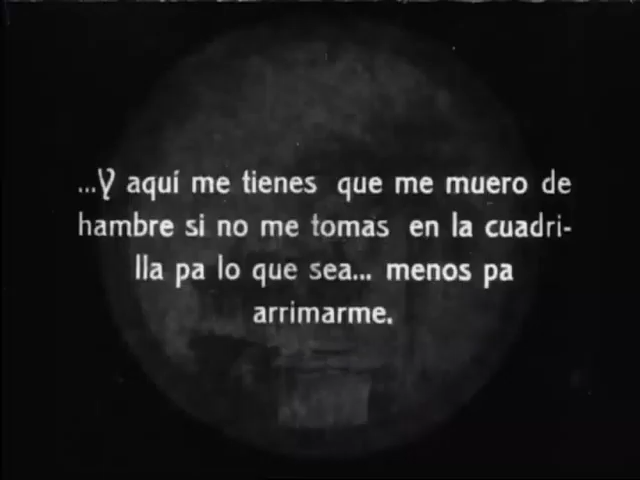 ...Y aquí me tienes que me muero de
hambre si no me tomas en la cuadri-
lla pa lo que sea... menos pa
arrimarme.